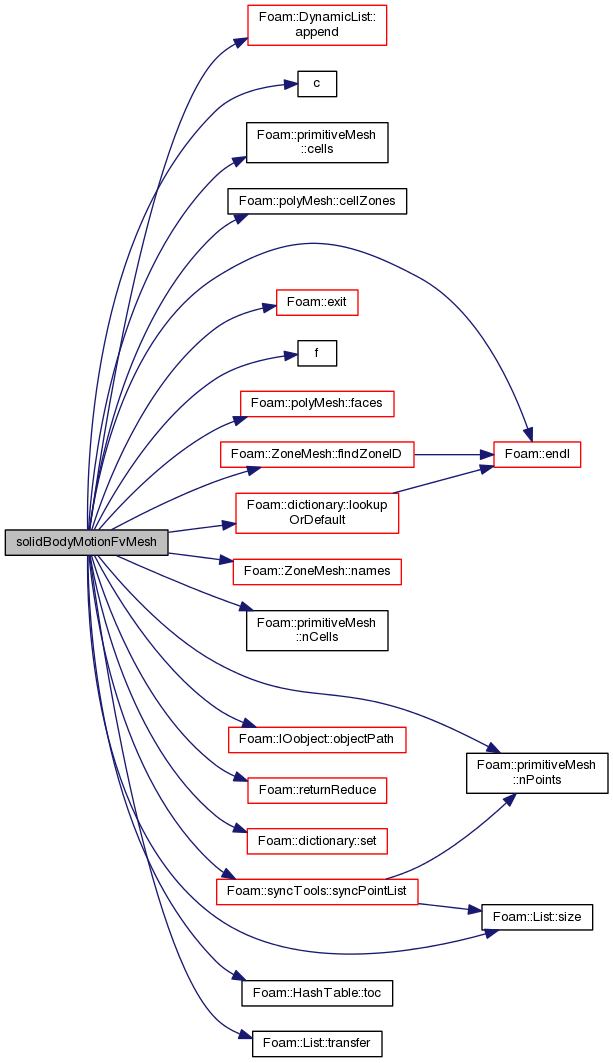 Foam::DynamicList::
append
c
Foam::primitiveMesh
::cells
Foam::polyMesh::cellZones
Foam::exit
f
Foam::polyMesh::faces
Foam::ZoneMesh::findZoneID
Foam::endl
Foam::dictionary::lookup
OrDefault
solidBodyMotionFvMesh
Foam::ZoneMesh::names
Foam::primitiveMesh
::nCells
Foam::IOobject::objectPath
Foam::primitiveMesh
::nPoints
Foam::returnReduce
Foam::dictionary::set
Foam::syncTools::syncPointList
Foam::List::size
Foam::HashTable::toc
Foam::List::transfer